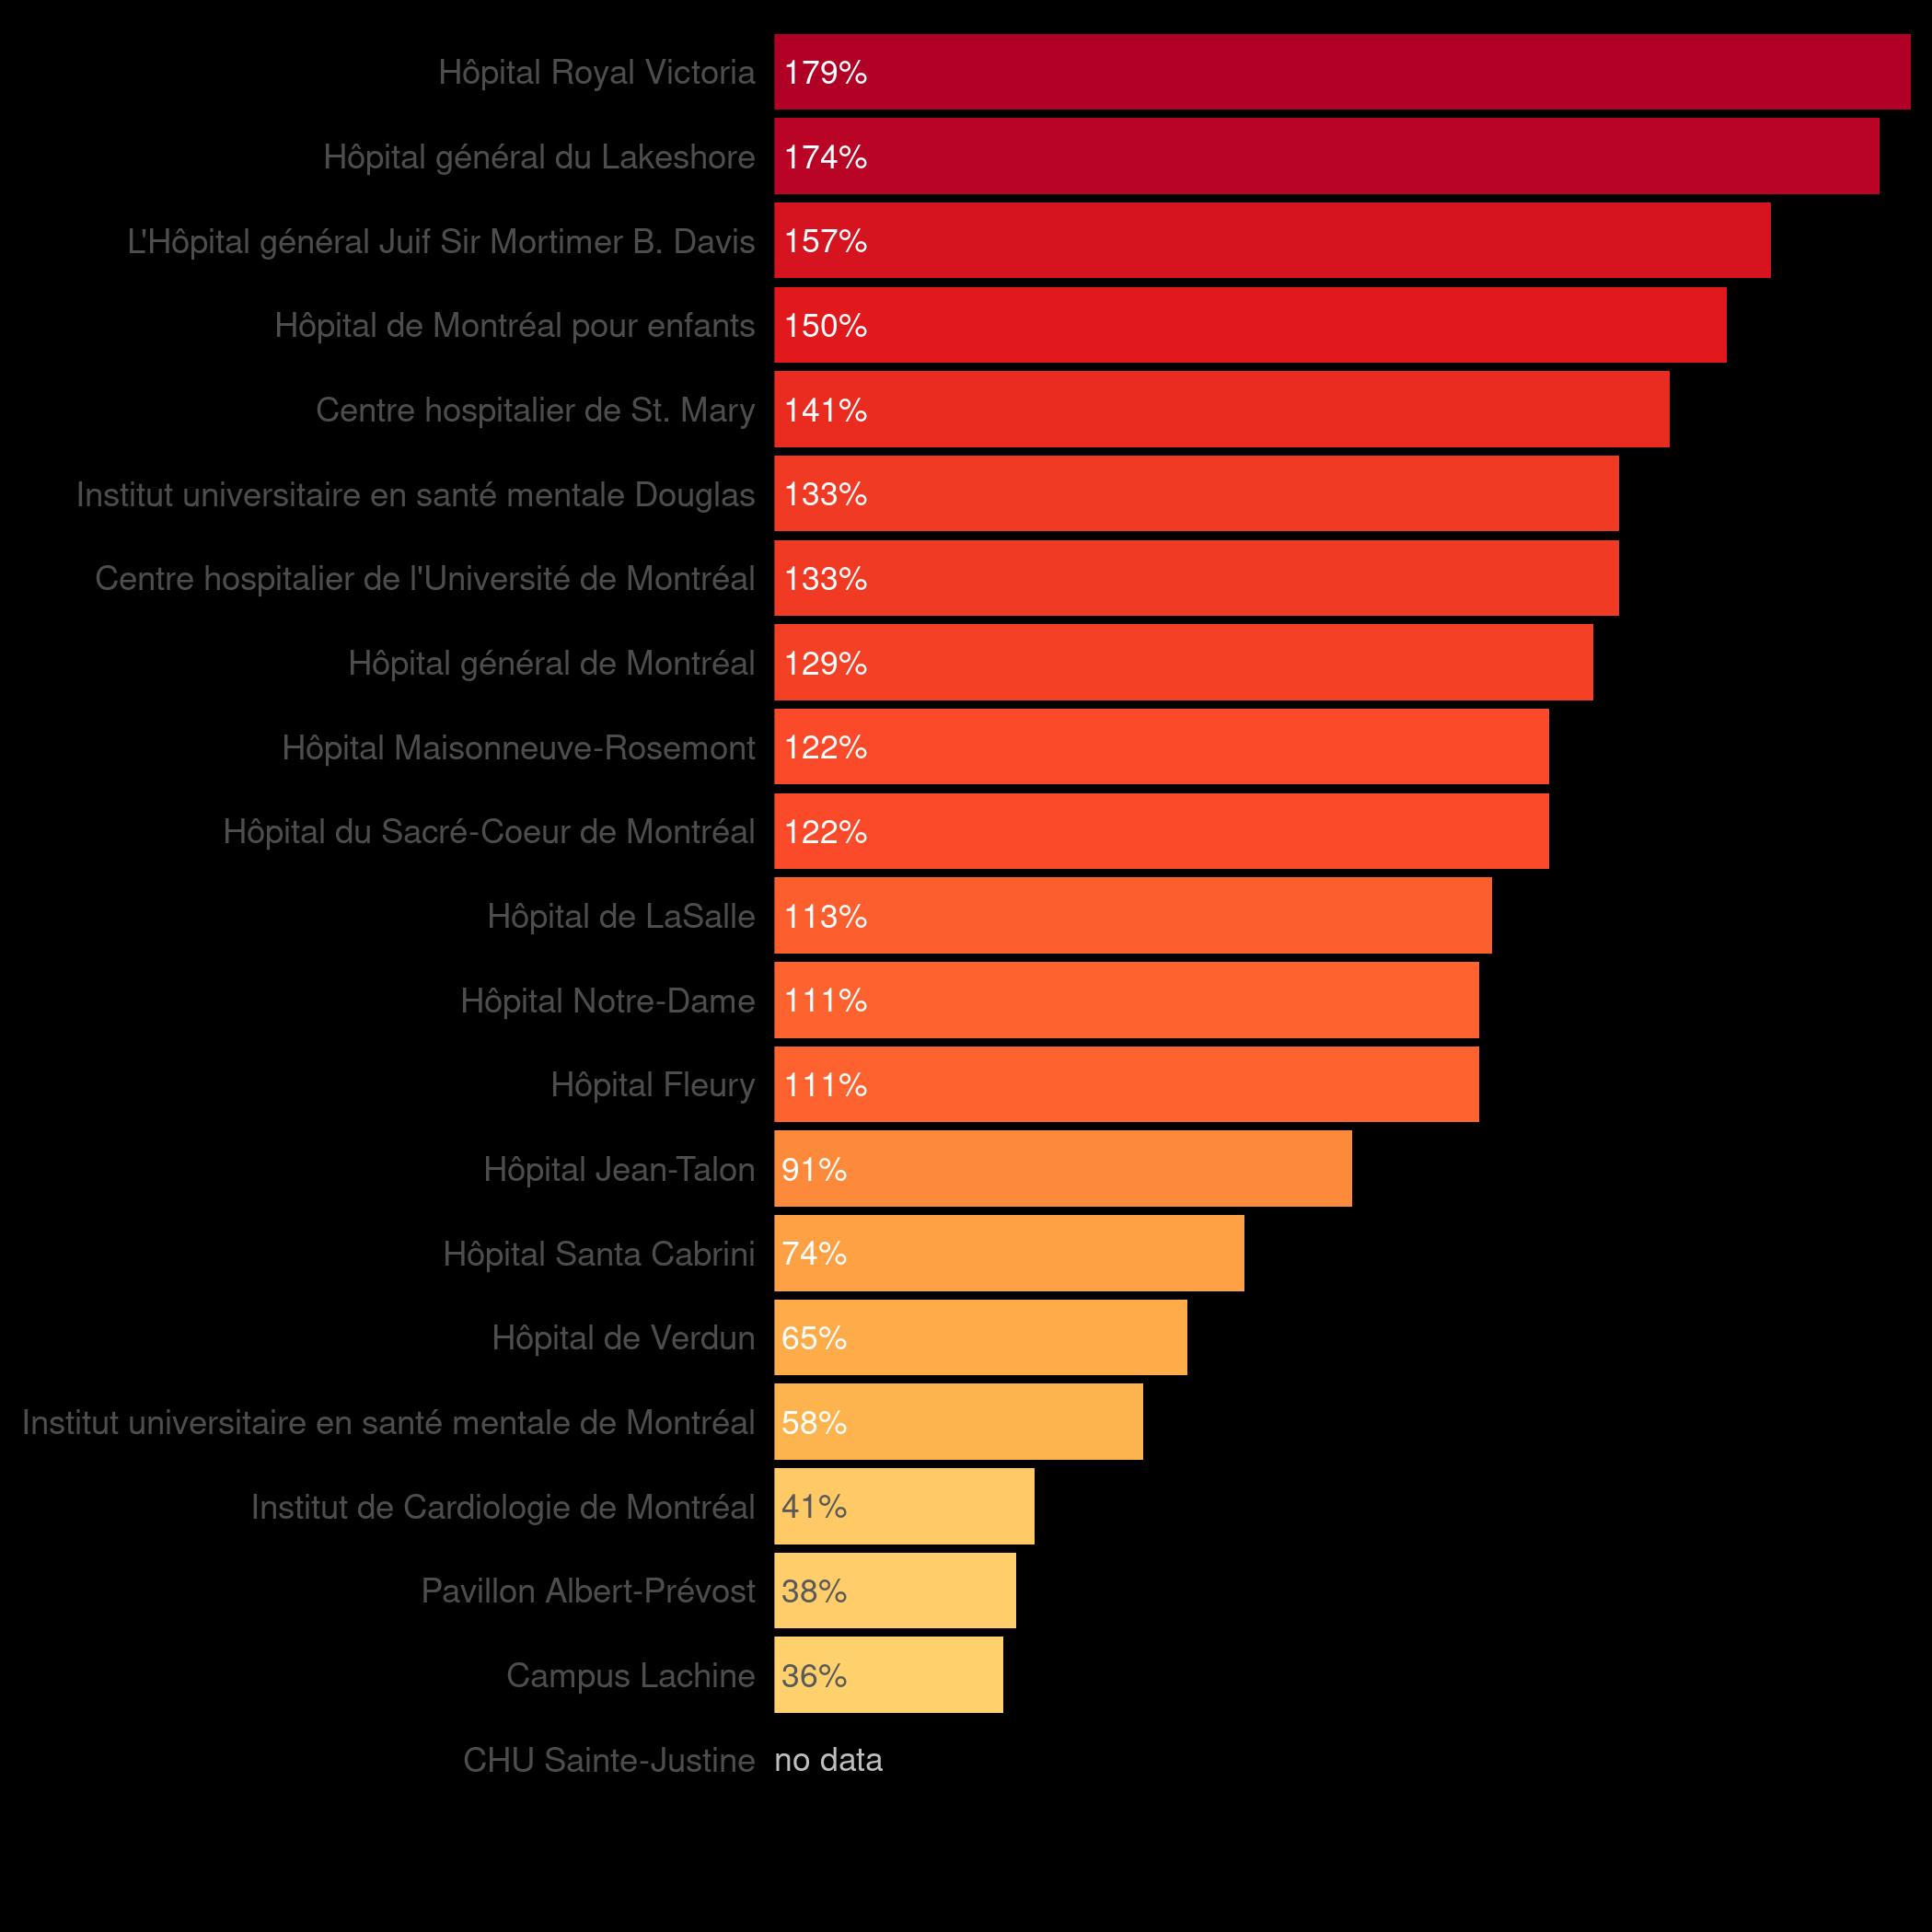 Hôpital Royal Victoria 179%
Hôpital général du Lakeshore 174%
L'Hôpital général Juif Sir Mortimer B. Davis 157%
Hôpital de Montréal pour enfants 150%
Centre hospitalier de St. Mary 141%
Institut universitaire en santé mentale Douglas 133%
Centre hospitalier de l'Université de Montréal 133%
Hôpital général de Montréal 129%
Hôpital Maisonneuve-Rosemont 122%
Hôpital du Sacré-Coeur de Montréal 122%
Hôpital de LaSalle 113%
Hôpital Notre-Dame 111%
Hôpital Fleury 111%
Hôpital Jean-Talon 91%
Hôpital Santa Cabrini 74%
Hôpital de Verdun 65%
Institut universitaire en santé mentale de Montréal 58%
Institut de Cardiologie de Montréal 41%
Pavillon Albert-Prévost 38%
Campus Lachine 36%
CHU Sainte-Justine no data